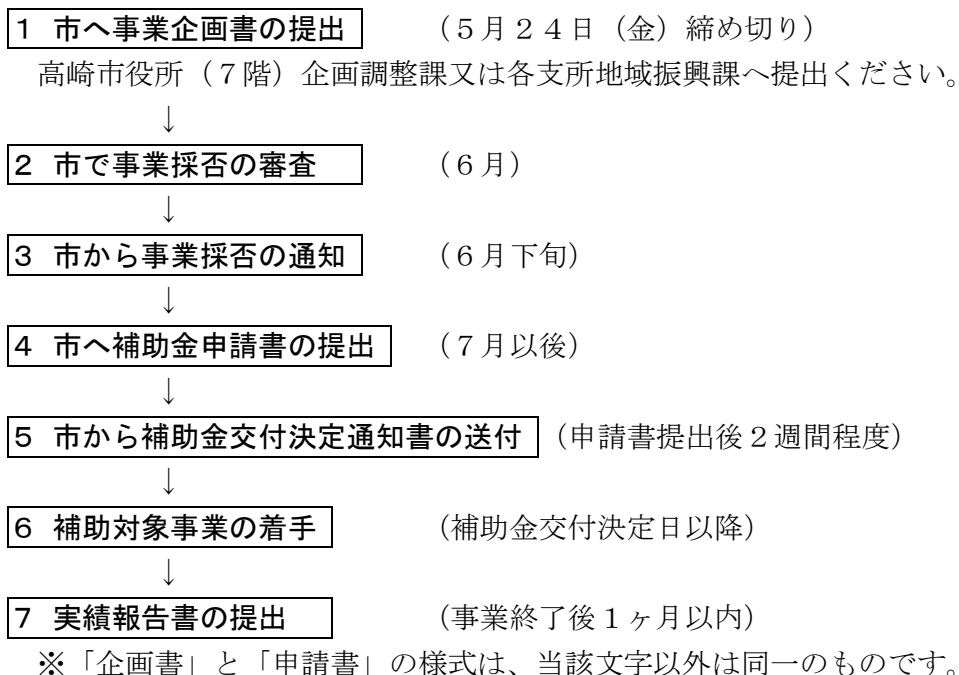 １ 市へ事業企画書の提出 （５月２４日（金）締め切り）
高崎市役所（７階）企画調整課又は各支所地域振興課へ提出ください。
↓
２ 市で事業採否の審査 （６月）
↓
３ 市から事業採否の通知 （６月下旬）
↓
４ 市へ補助金申請書の提出 （７月以後）
↓
５ 市から補助金交付決定通知書の送付 （申請書提出後２週間程度）
↓
６ 補助対象事業の着手 （補助金交付決定日以降）
↓
７ 実績報告書の提出 （事業終了後１ヶ月以内）
※「企画書」と「申請書」の様式は、当該文字以外は同一のものです。